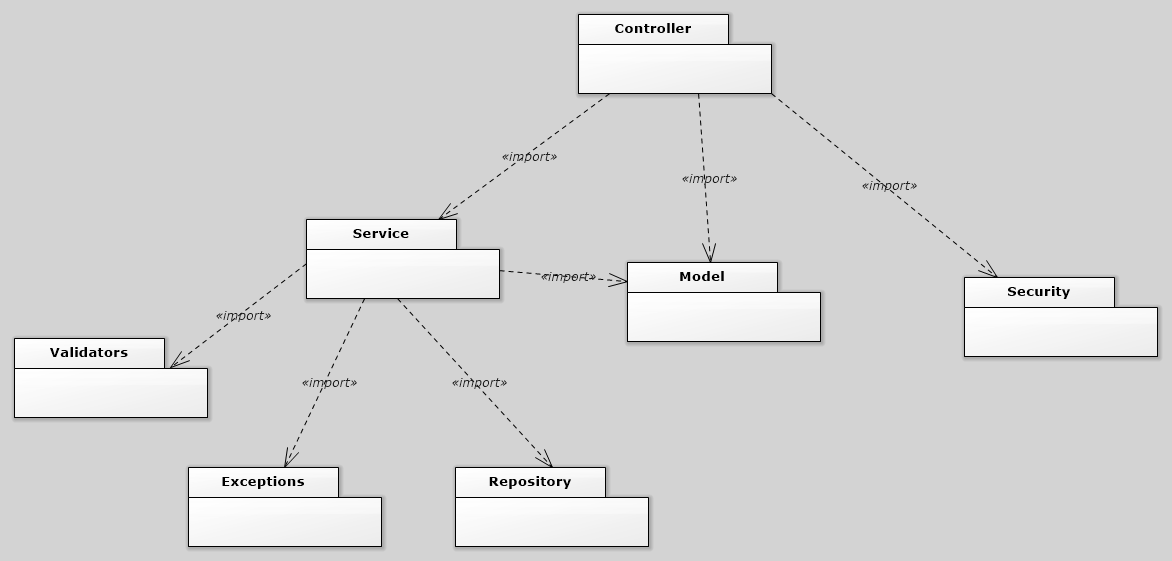 Controller
«import»
«import»
«import»
Service
«import»
Model
Security
«import»
Validators
«import»
«import»
Exceptions
Repository